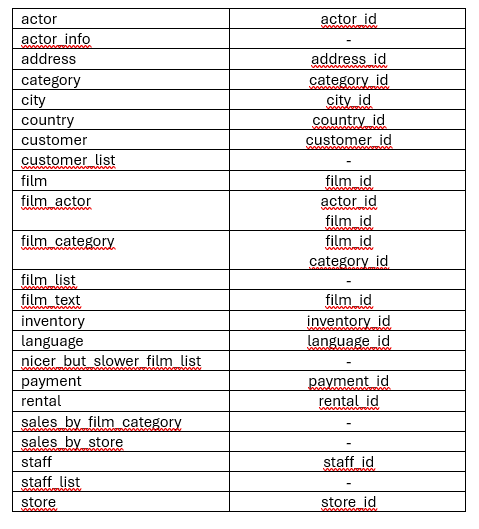 actor actor_id
actor_info -
address address_id
category category_id
city city_id
country country_id
customer customer_id
customer_list -
film film_id
film_actor actor_id
film_id
film_category film_id
category_id
film_list -
film_text film_id
inventory inventory_id
language language_id
nicer_but_slower_film_list -
payment payment_id
rental rental_id
sales_by_film_category -
sales_by_store -
staff staff_id
staff_list -
store store_id